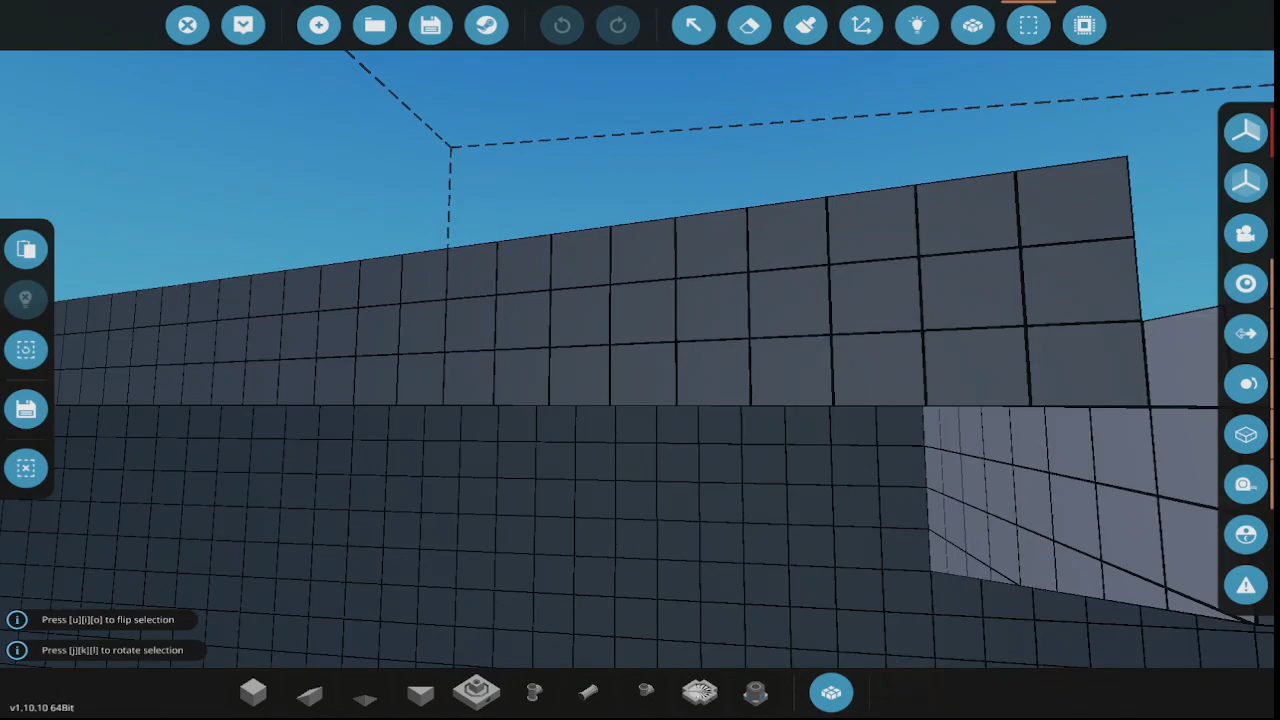 Press [u][i][o] to flip selection
Press [j][k][l] to rotate selection
v1.10.10 64Bit